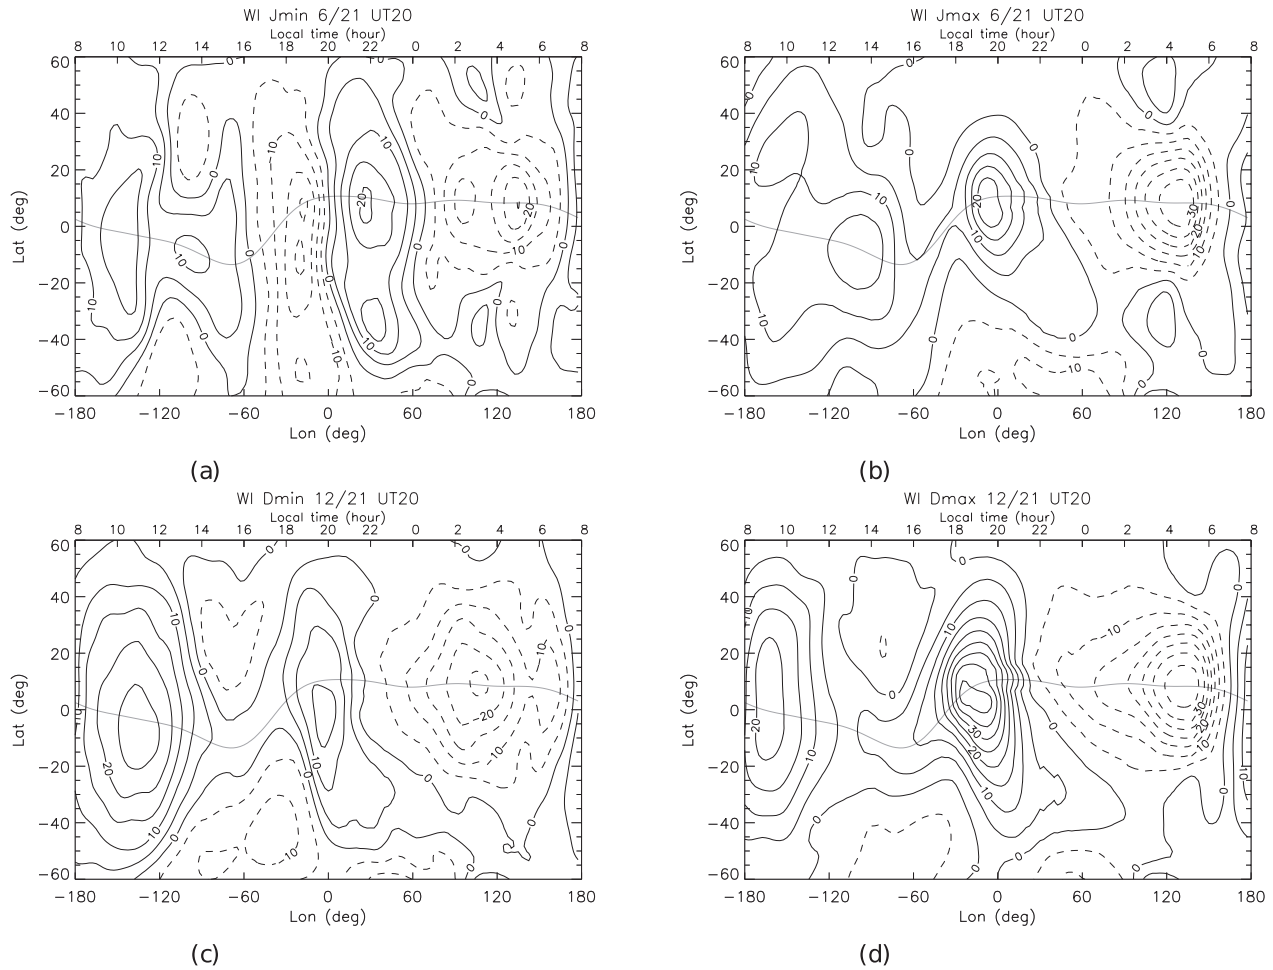 WI Jmin 6/21 UT20
Local time (hour)
8 10 12 14 16 18 20 22 0 2 4 6 8
60
40
20
0
−20
−40
−60
Lat (deg)
−180 −120 −60 0 60 120 180
Lon (deg)
(a)
WI Jmax 6/21 UT20
Local time (hour)
8 10 12 14 16 18 20 22 0 2 4 6 8
60
40
20
0
−20
−40
−60
Lat (deg)
−180 −120 −60 0 60 120 180
Lon (deg)
(b)
WI Dmin 12/21 UT20
Local time (hour)
8 10 12 14 16 18 20 22 0 2 4 6 8
60
40
20
0
−20
−40
−60
Lat (deg)
−180 −120 −60 0 60 120 180
Lon (deg)
(c)
WI Dmax 12/21 UT20
Local time (hour)
8 10 12 14 16 18 20 22 0 2 4 6 8
60
40
20
0
−20
−40
−60
Lat (deg)
−180 −120 −60 0 60 120 180
Lon (deg)
(d)